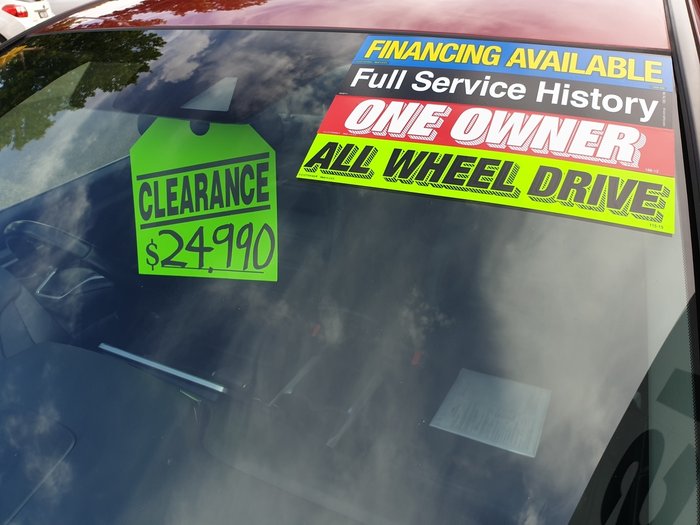 FINANCING AVAILABLE
Full Service History
ONE OWNER
ALL WHEEL DRIVE
CLEARANCE
$24,990